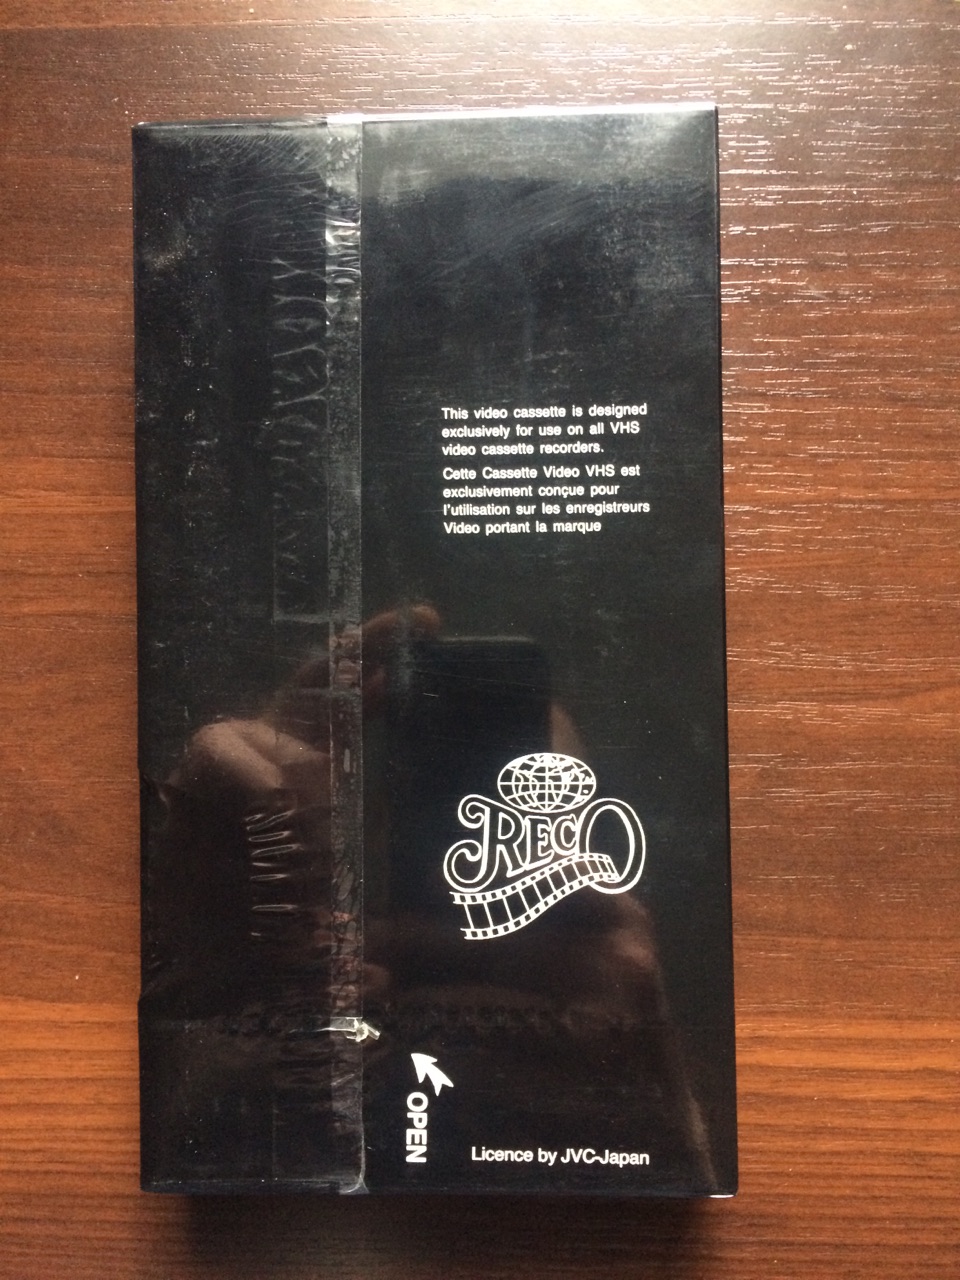 This video cassette is designed
exclusively for use on all VHS
video cassette recorders.
Cette Cassette Video VHS est
exclusivement conçue pour
l'utilisation sur les enregistreurs
Video portant la marque
RECO
OPEN
Licence by JVC-Japan